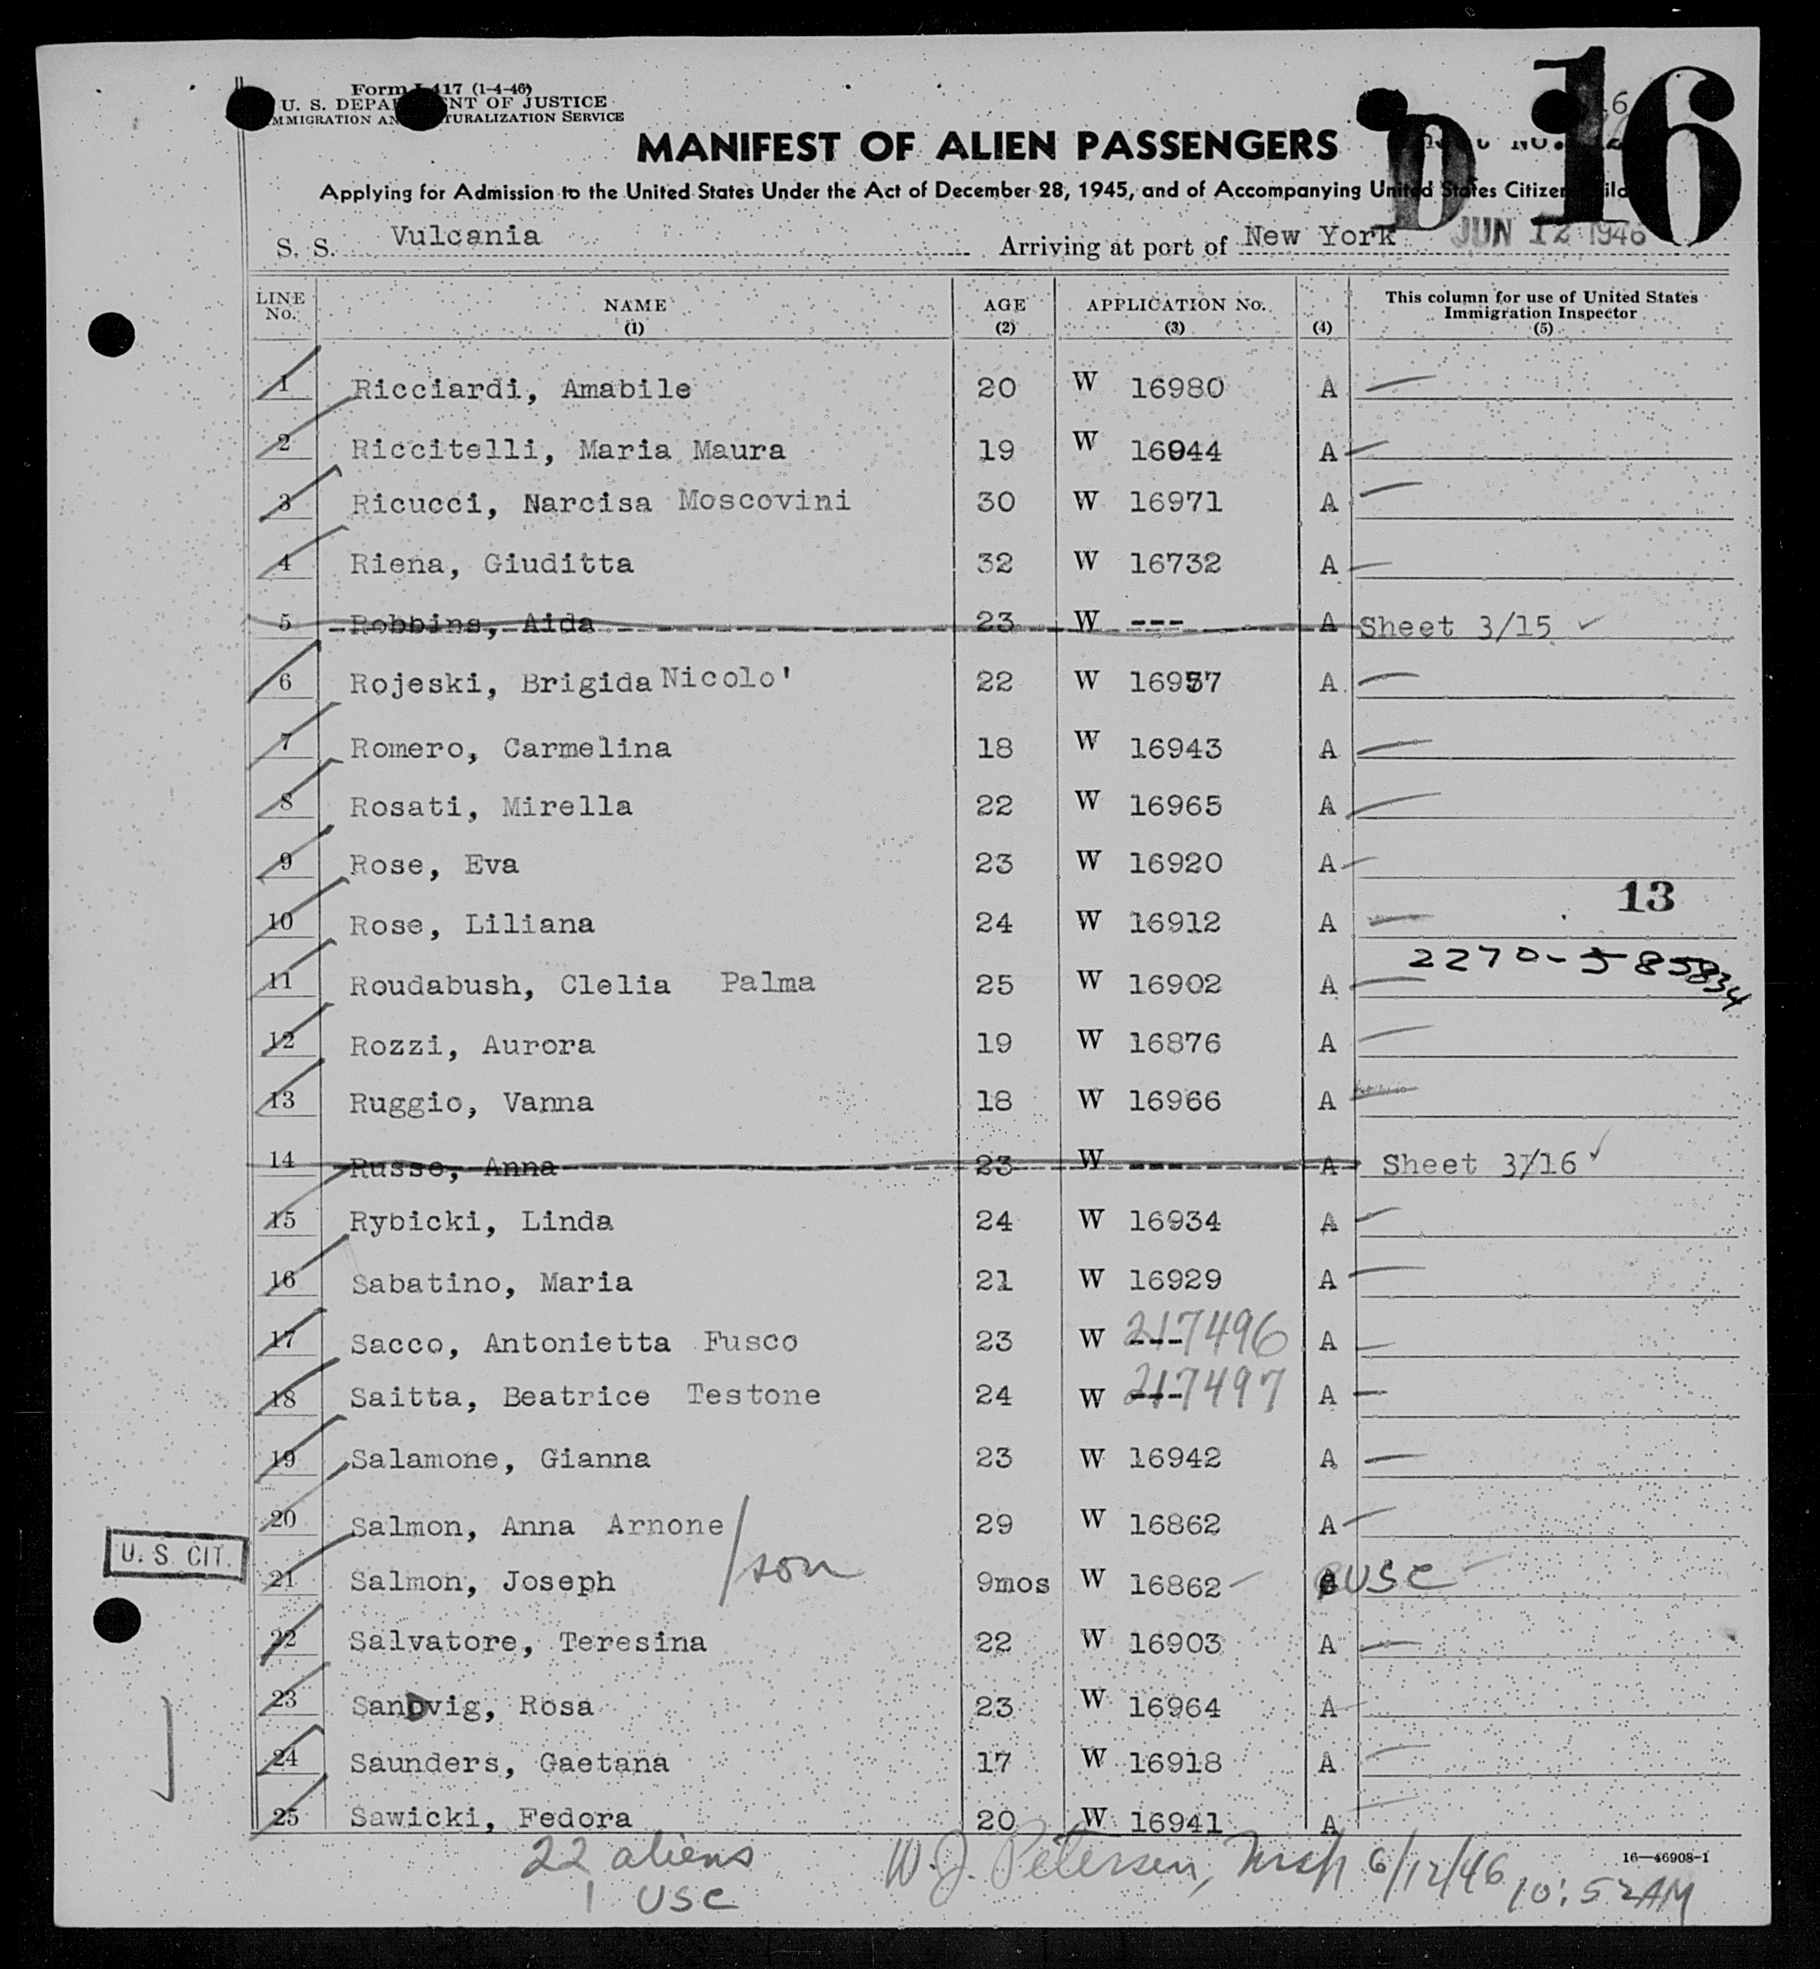 Form I-417 (1-4-46)
U. S. DEPARTMENT OF JUSTICE
IMMIGRATION AND NATURALIZATION SERVICE
D 16
MANIFEST OF ALIEN PASSENGERS
Applying for Admission to the United States Under the Act of December 28, 1945, and of Accompanying United States Citizen
S. S. Vulcania Arriving at port of New York JUN 12 1946
LINE No. NAME (1) AGE (2) APPLICATION No. (3) (4) This column for use of United States Immigration Inspector (5)
1 Ricciardi, Amabile 20 W 16980 A
2 Riccitelli, Maria Maura 19 W 16944 A
3 Ricucci, Narcisa Moscovini 30 W 16971 A
4 Riena, Giuditta 32 W 16732 A
5 Robbins, Aida 23 W --- A Sheet 3/15 ✓
6 Rojeski, Brigida Nicolo' 22 W 16957 A
7 Romero, Carmelina 18 W 16943 A
8 Rosati, Mirella 22 W 16965 A
9 Rose, Eva 23 W 16920 A
13
10 Rose, Liliana 24 W 16912 A
2270-585834
11 Roudabush, Clelia Palma 25 W 16902 A
12 Rozzi, Aurora 19 W 16876 A
13 Ruggio, Vanna 18 W 16966 A
14 Russo, Anna 23 W --- A Sheet 3/16 ✓
15 Rybicki, Linda 24 W 16934 A
16 Sabatino, Maria 21 W 16929 A
17 Sacco, Antonietta Fusco 23 W --- 217496 A
18 Saitta, Beatrice Testone 24 W --- 217497 A
19 Salamone, Gianna 23 W 16942 A
20 Salmon, Anna Arnone 29 W 16862 A
U. S. CIT. 21 Salmon, Joseph /son 9mos W 16862 USC
22 Salvatore, Teresina 22 W 16903 A
23 Sandvig, Rosa 23 W 16964 A
24 Saunders, Gaetana 17 W 16918 A
25 Sawicki, Fedora 20 W 16941 A
22 aliens W. J. Petersen, Insp 6/12/46 10:52AM
1 USC
16—46908-1